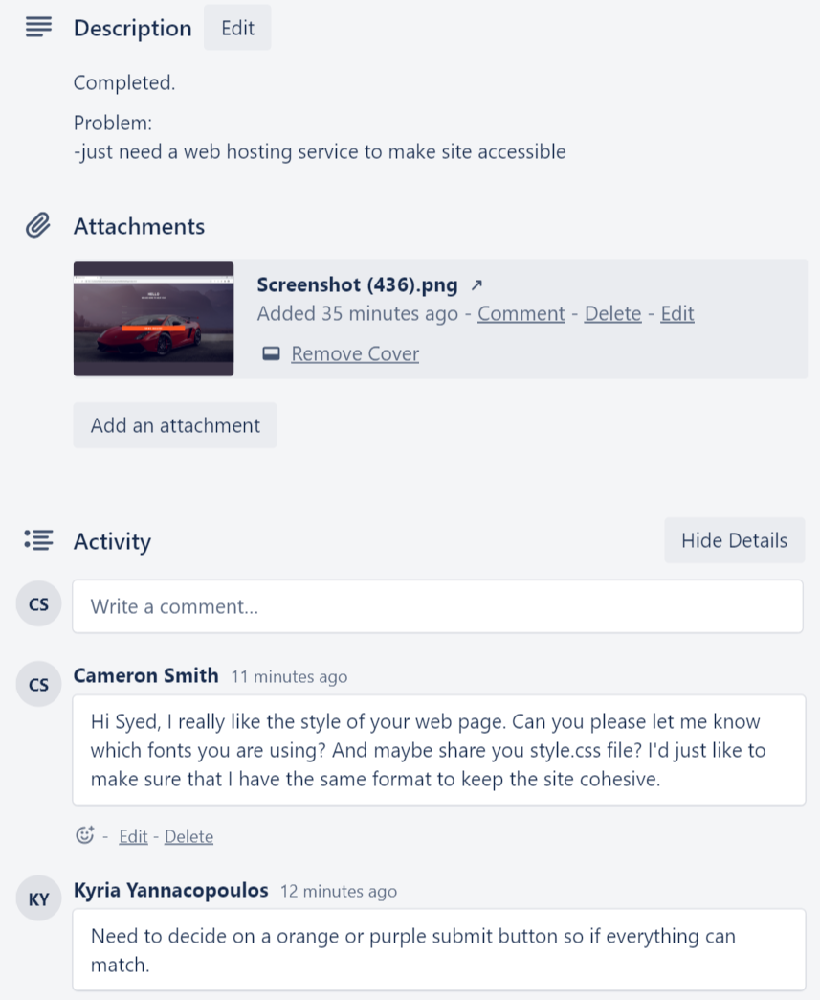 Description
Edit
Completed.
Problem:
-just need a web hosting service to make site accessible
Attachments
Screenshot (436).png ↗
Added 35 minutes ago - Comment - Delete - Edit
Remove Cover
HELLO
Add an attachment
Activity
Hide Details
CS
Write a comment...
CS
Cameron Smith 11 minutes ago
Hi Syed, I really like the style of your web page. Can you please let me know
which fonts you are using? And maybe share you style.css file? I'd just like to
make sure that I have the same format to keep the site cohesive.
- Edit - Delete
KY
Kyria Yannacopoulos 12 minutes ago
Need to decide on a orange or purple submit button so if everything can
match.